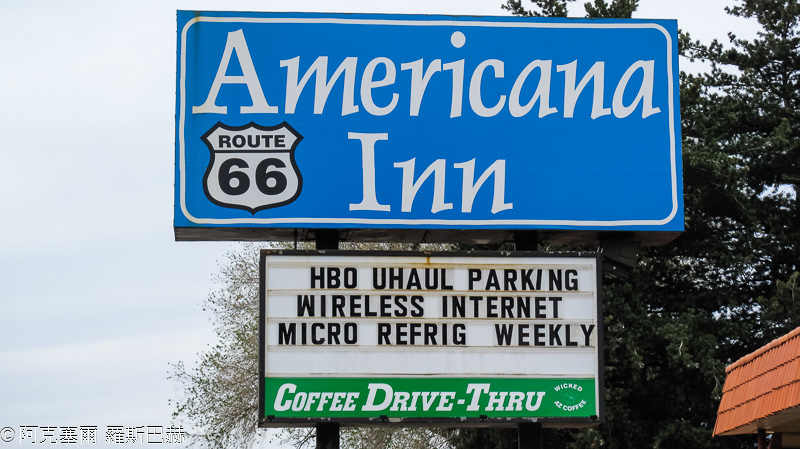 Americana
ROUTE
66
Inn
HBO UHAUL PARKING
WIRELESS INTERNET
MICRO REFRIG WEEKLY
COFFEE DRIVE-THRU
WICKED
AZ COFFEE
© 阿克塞爾 羅斯巴赫